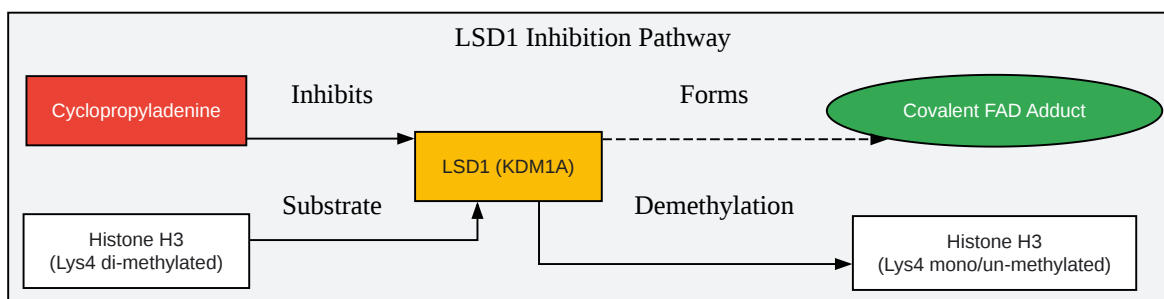 LSD1 Inhibition Pathway
Cyclopropyladenine
Inhibits
Forms
Covalent FAD Adduct
LSD1 (KDM1A)
Substrate
Demethylation
Histone H3
(Lys4 di-methylated)
Histone H3
(Lys4 mono/un-methylated)